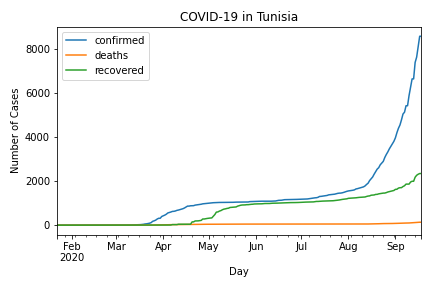 COVID-19 in Tunisia
confirmed
deaths
recovered
Number of Cases
8000
6000
4000
2000
0
Feb Mar Apr May Jun Jul Aug Sep
2020
Day